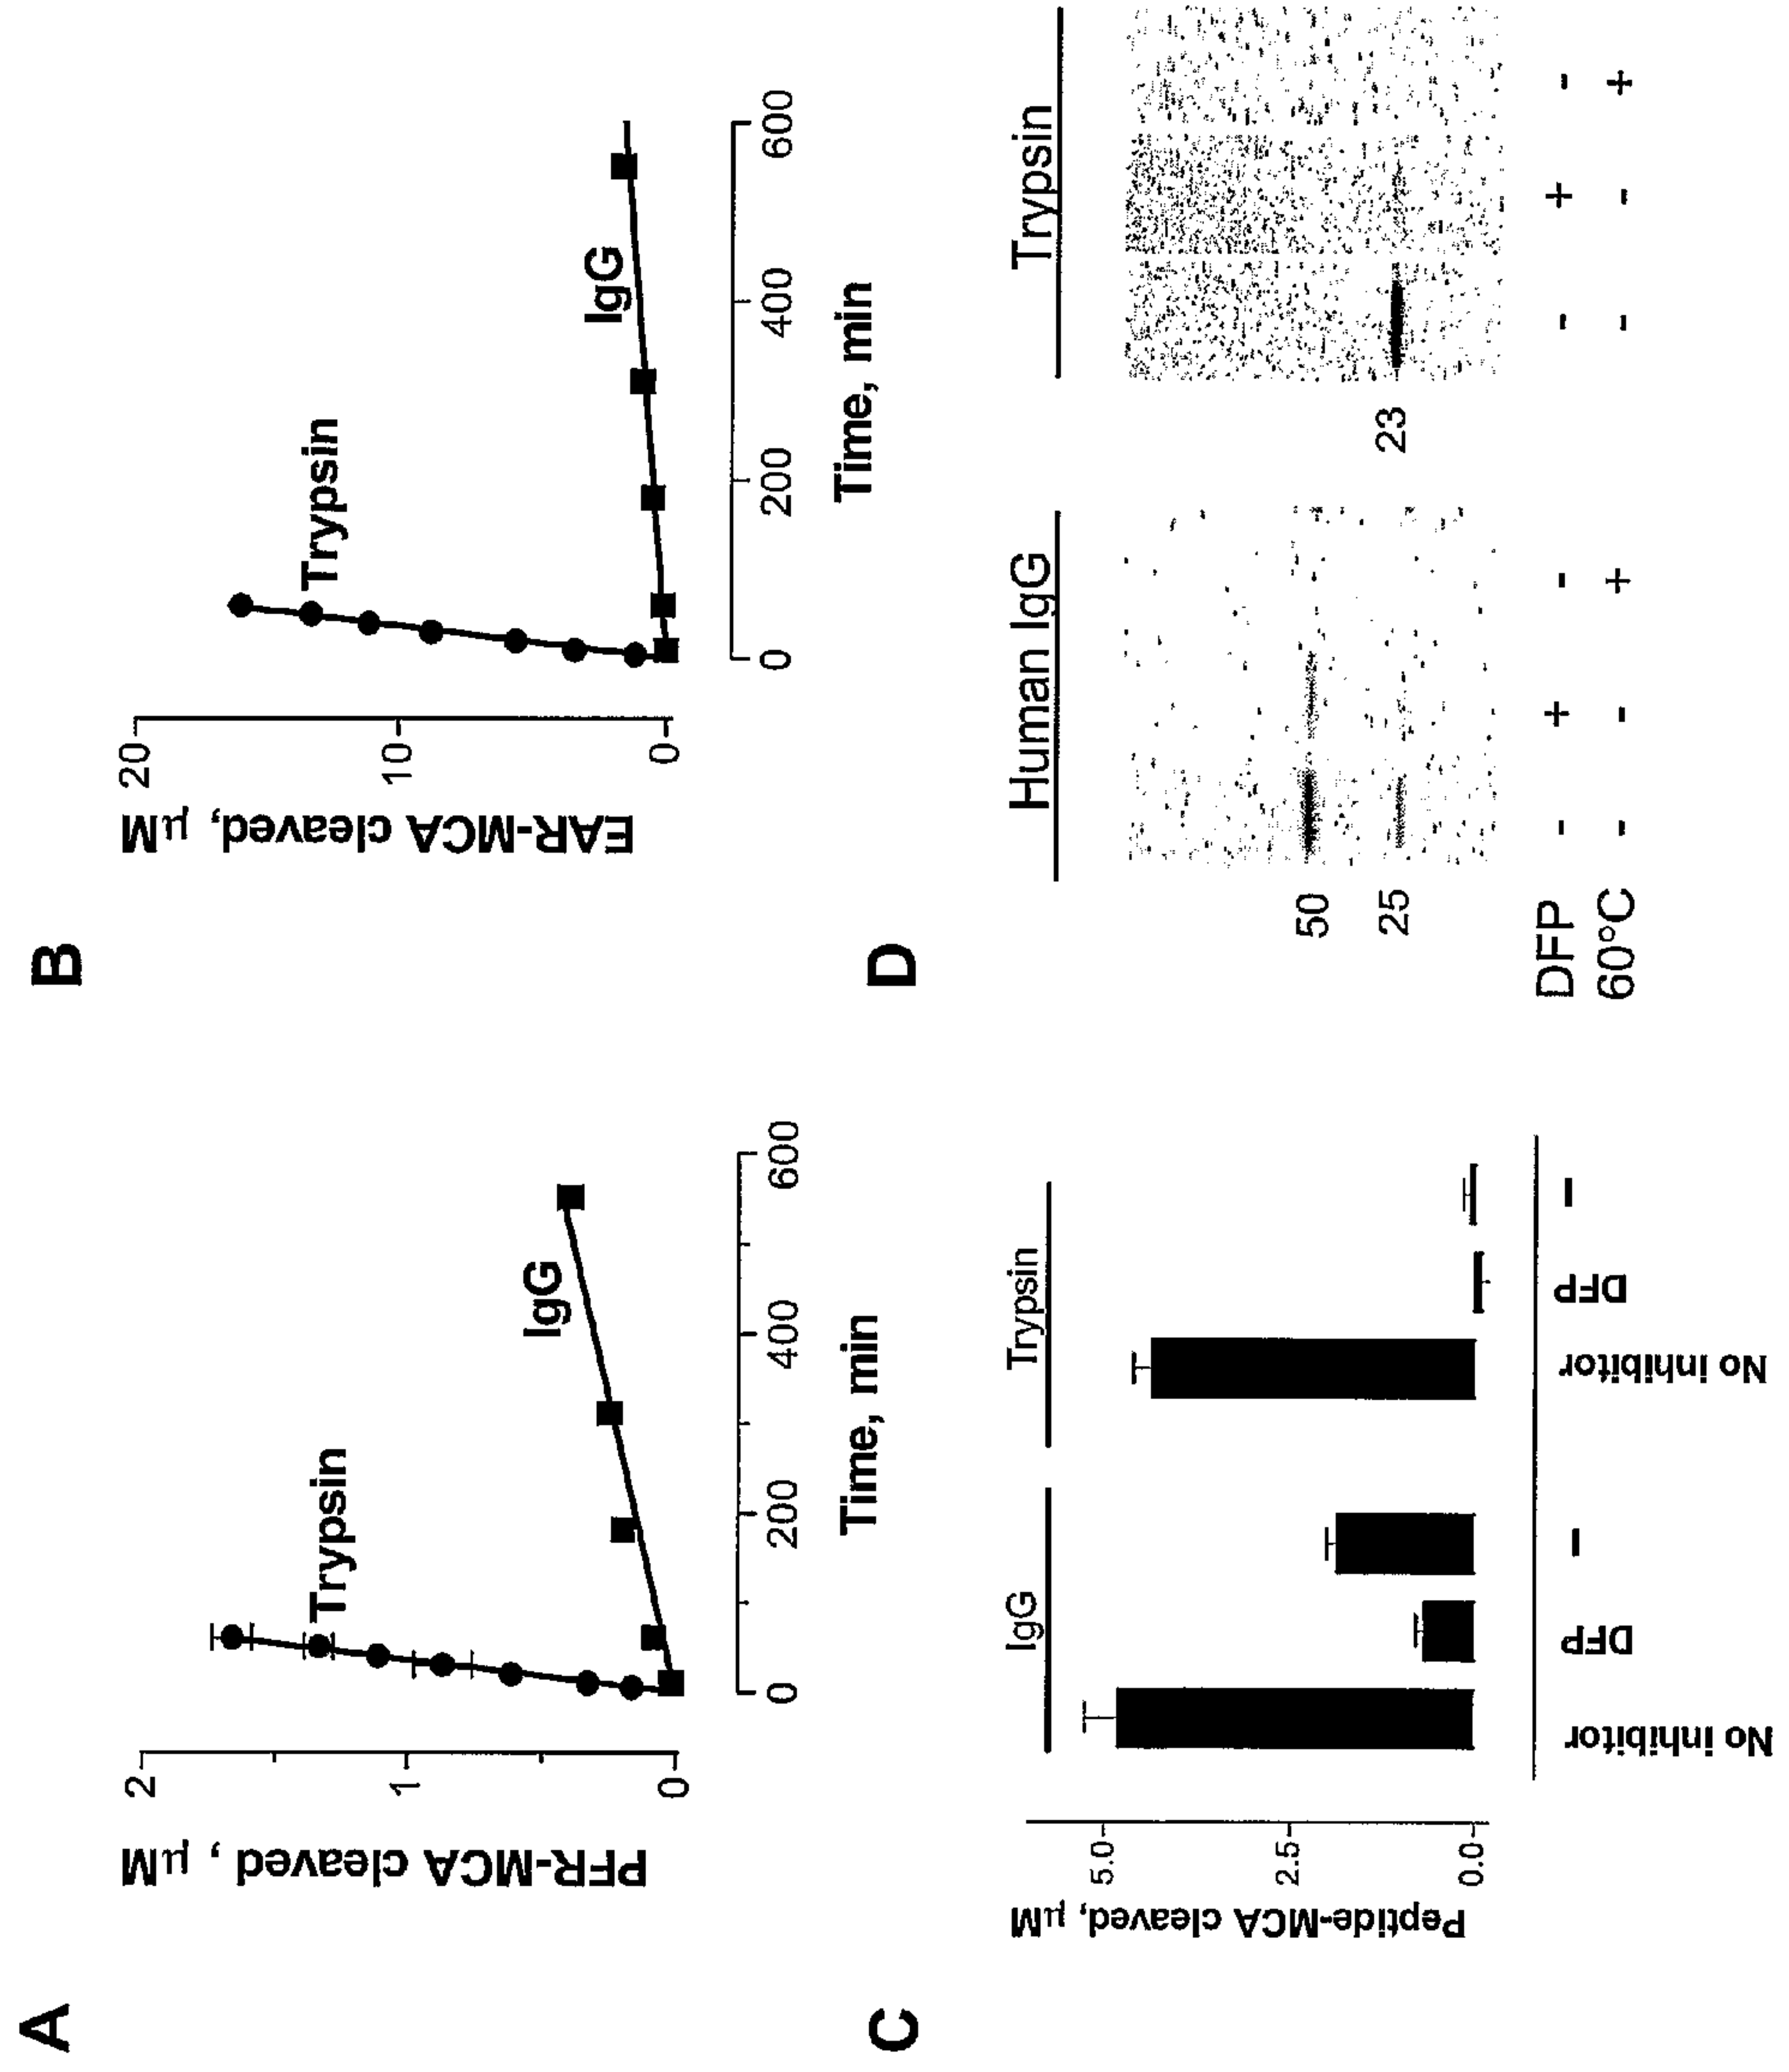 A
PFR-MCA cleaved , μM
2
1
0
Trypsin
IgG
0 200 400 600
Time, min
B
EAR-MCA cleaved, μM
20
10
0
Trypsin
IgG
0 200 400 600
Time, min
C
Peptide-MCA cleaved, μM
5.0
2.5
0.0
IgG Trypsin
No inhibitor DFP I No inhibitor DFP I
D
Human IgG Trypsin
50
25
23
DFP - + - - + -
60°C - - + - - +